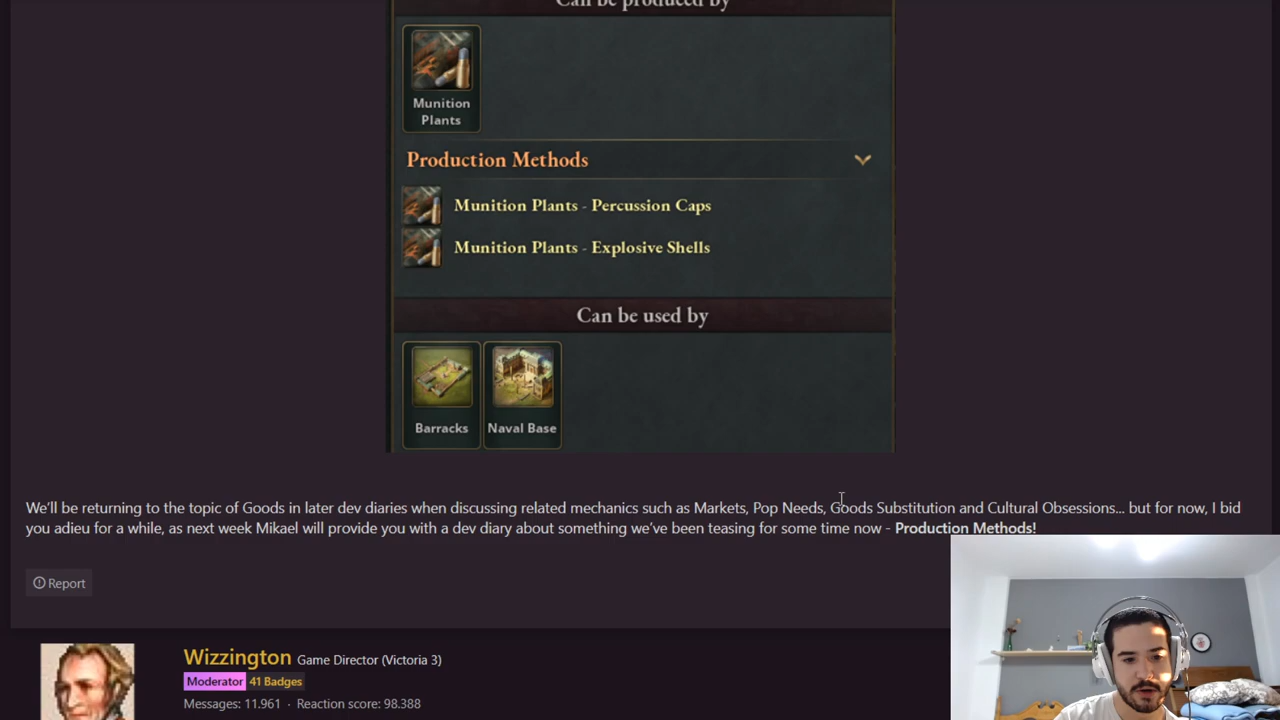 Can be produced by
Munition
Plants
Production Methods
Munition Plants - Percussion Caps
Munition Plants - Explosive Shells
Can be used by
Barracks
Naval Base
We'll be returning to the topic of Goods in later dev diaries when discussing related mechanics such as Markets, Pop Needs, Goods Substitution and Cultural Obsessions... but for now, I bid
you adieu for a while, as next week Mikael will provide you with a dev diary about something we've been teasing for some time now - Production Methods!
Report
Wizzington Game Director (Victoria 3)
Moderator 41 Badges
Messages: 11.961 · Reaction score: 98.388